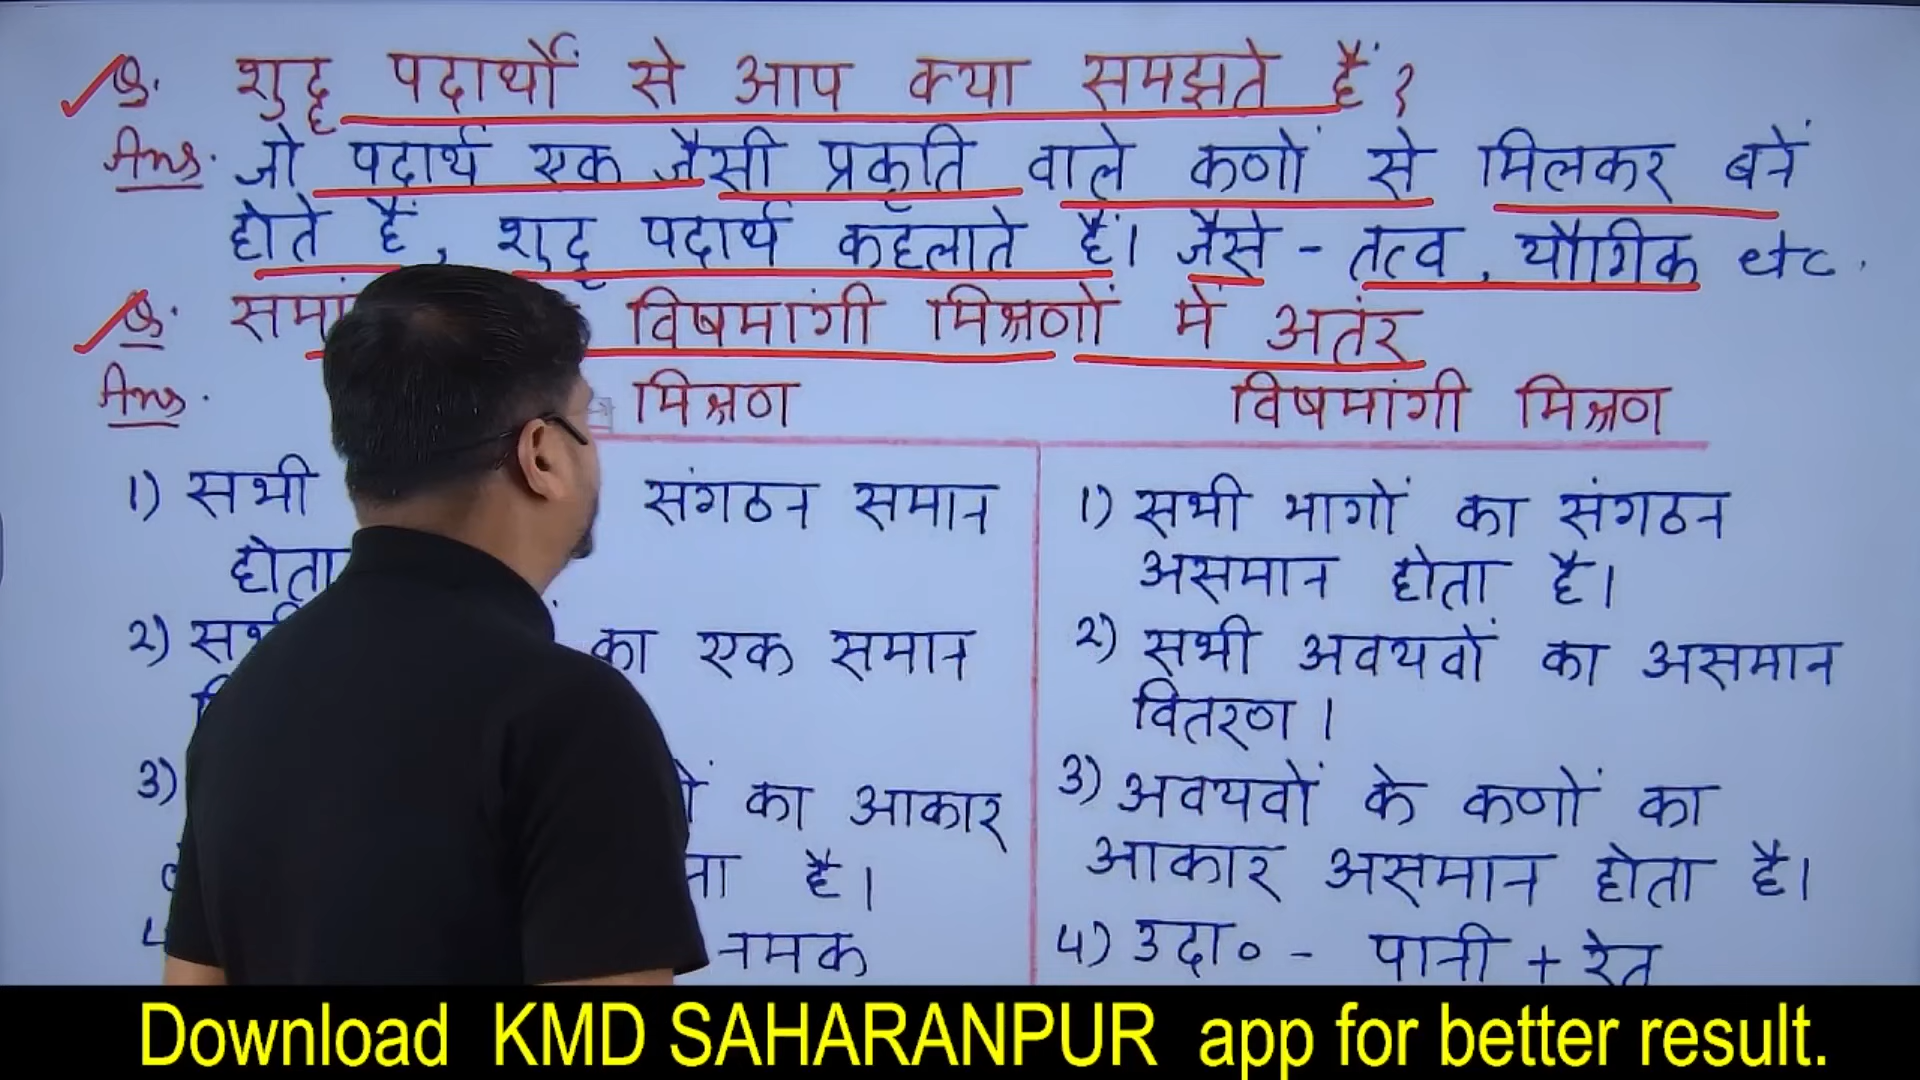 Q. शुद्ध पदार्थों से आप क्या समझते हैं?
Ans. जो पदार्थ एक जैसी प्रकृति वाले कणों से मिलकर बने
होते हैं, शुद्ध पदार्थ कहलाते हैं। जैसे - तत्व, यौगिक etc.
Q. विषमांगी मिश्रणों में अतंर
Ans. मिश्रण विषमांगी मिश्रण
1) सभी संगठन समान
होता
2) का एक समान
3) का आकार
है।
नमक
1) सभी भागों का संगठन
असमान होता है।
2) सभी अवयवों का असमान
वितरण।
3) अवयवों के कणों का
आकार असमान होता है।
4) उदा० - पानी + रेत
Download KMD SAHARANPUR app for better result.